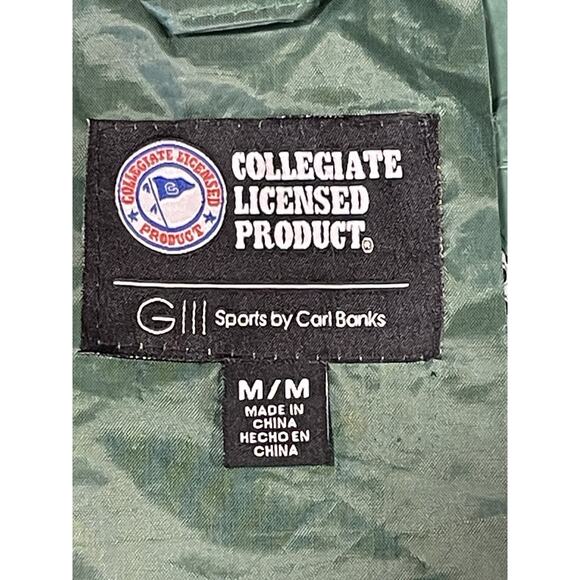 COLLEGIATE LICENSED
C
PRODUCT
COLLEGIATE
LICENSED
PRODUCT®
GIII Sports by Carl Banks
M/M
MADE IN
CHINA
HECHO EN
CHINA